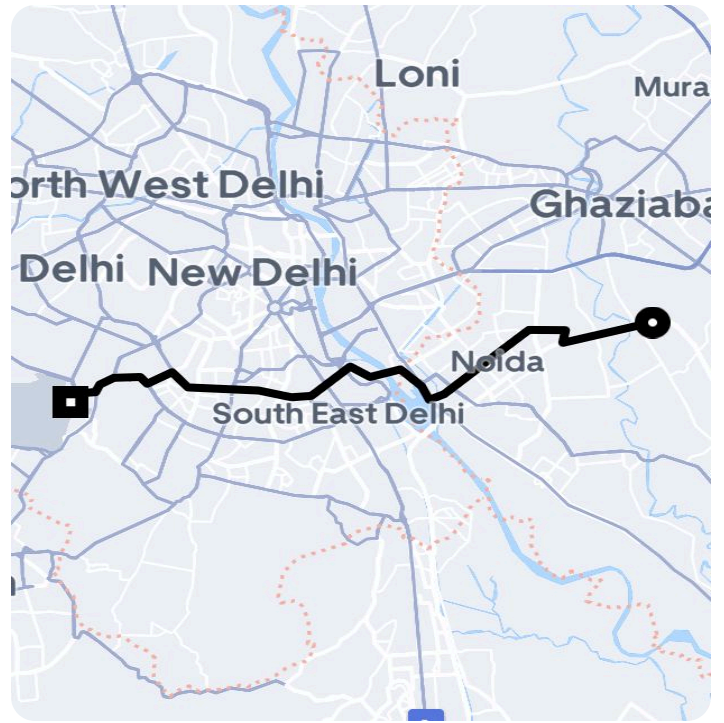 Loni
Mura
orth West Delhi
Ghaziaba
Delhi
New Delhi
Noida
South East Delhi